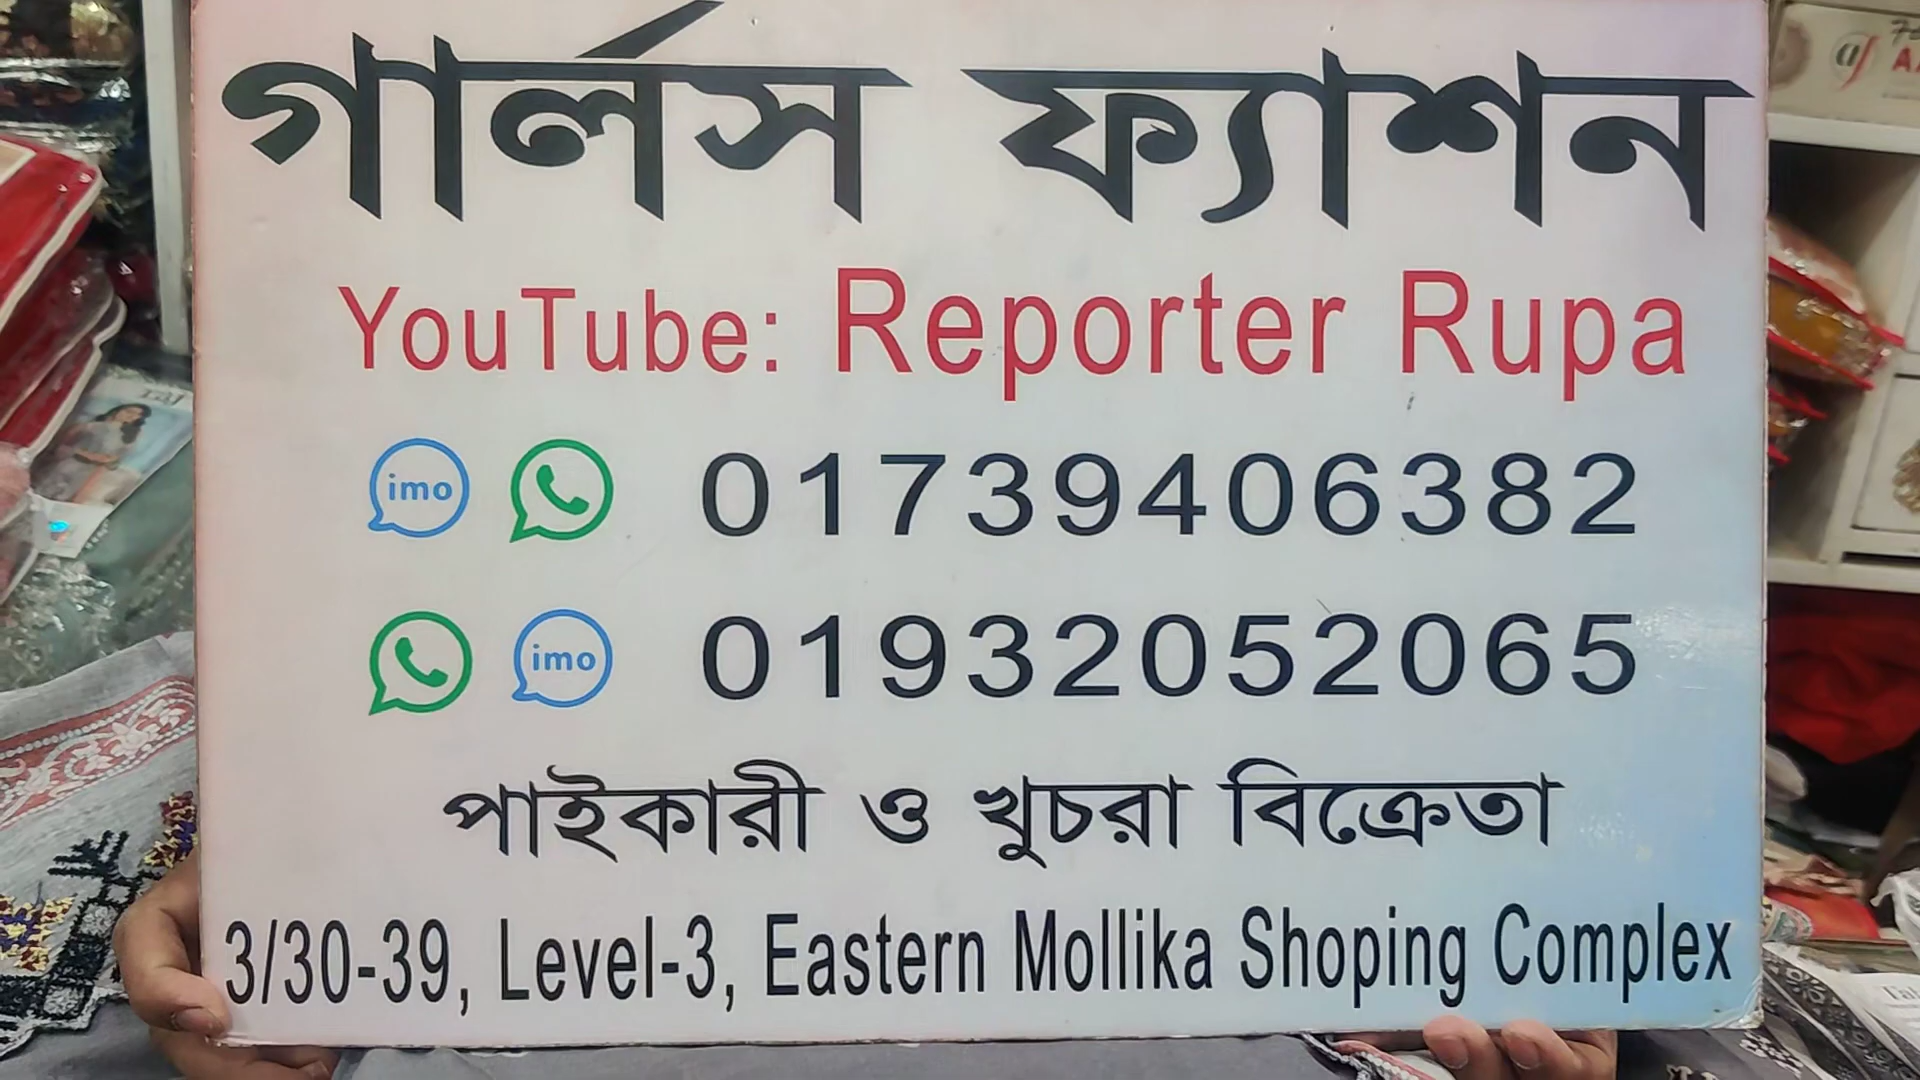 গার্লস ফ্যাশন
YouTube: Reporter Rupa
imo 01739406382
imo 01932052065
পাইকারী ও খুচরা বিক্রেতা
3/30-39, Level-3, Eastern Mollika Shoping Complex